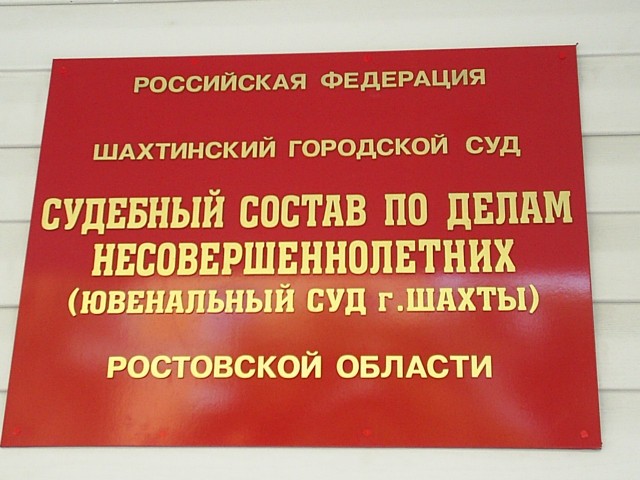 РОССИЙСКАЯ ФЕДЕРАЦИЯ
ШАХТИНСКИЙ ГОРОДСКОЙ СУД
СУДЕБНЫЙ СОСТАВ ПО ДЕЛАМ
НЕСОВЕРШЕННОЛЕТНИХ
(ЮВЕНАЛЬНЫЙ СУД г.ШАХТЫ)
РОСТОВСКОЙ ОБЛАСТИ